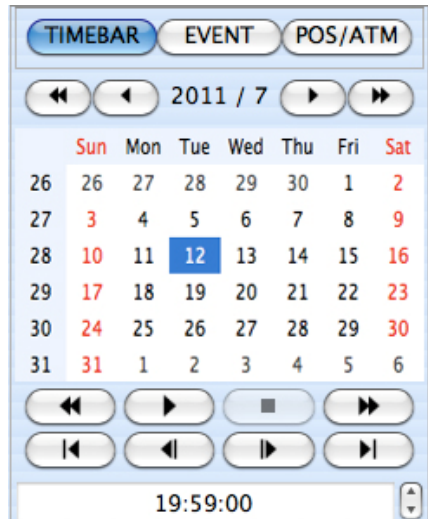 TIMEBAR EVENT POS/ATM
2011 / 7
Sun Mon Tue Wed Thu Fri Sat
26 26 27 28 29 30 1 2
27 3 4 5 6 7 8 9
28 10 11 12 13 14 15 16
29 17 18 19 20 21 22 23
30 24 25 26 27 28 29 30
31 31 1 2 3 4 5 6
19:59:00